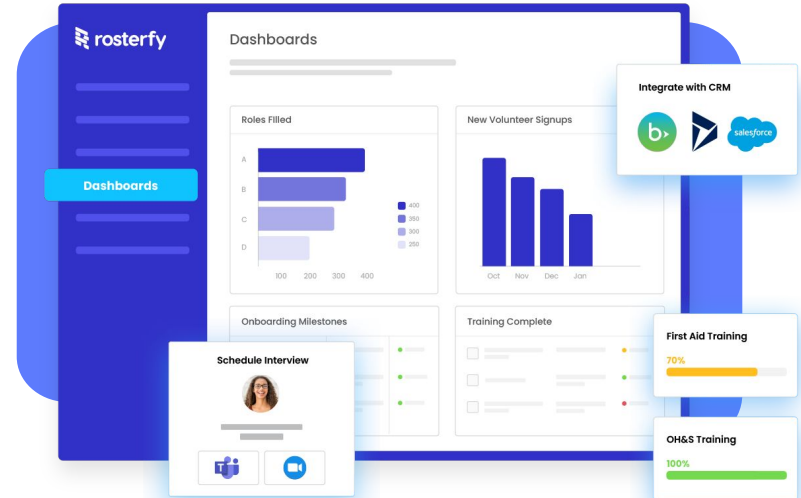 rosterfy
Dashboards
Dashboards
Integrate with CRM
b>
salesforce
Roles Filled
A
B
C
D
400
350
300
250
100 200 300 400
New Volunteer Signups
Oct Nov Dec Jan
Onboarding Milestones
Training Complete
Schedule Interview
First Aid Training
70%
OH&S Training
100%